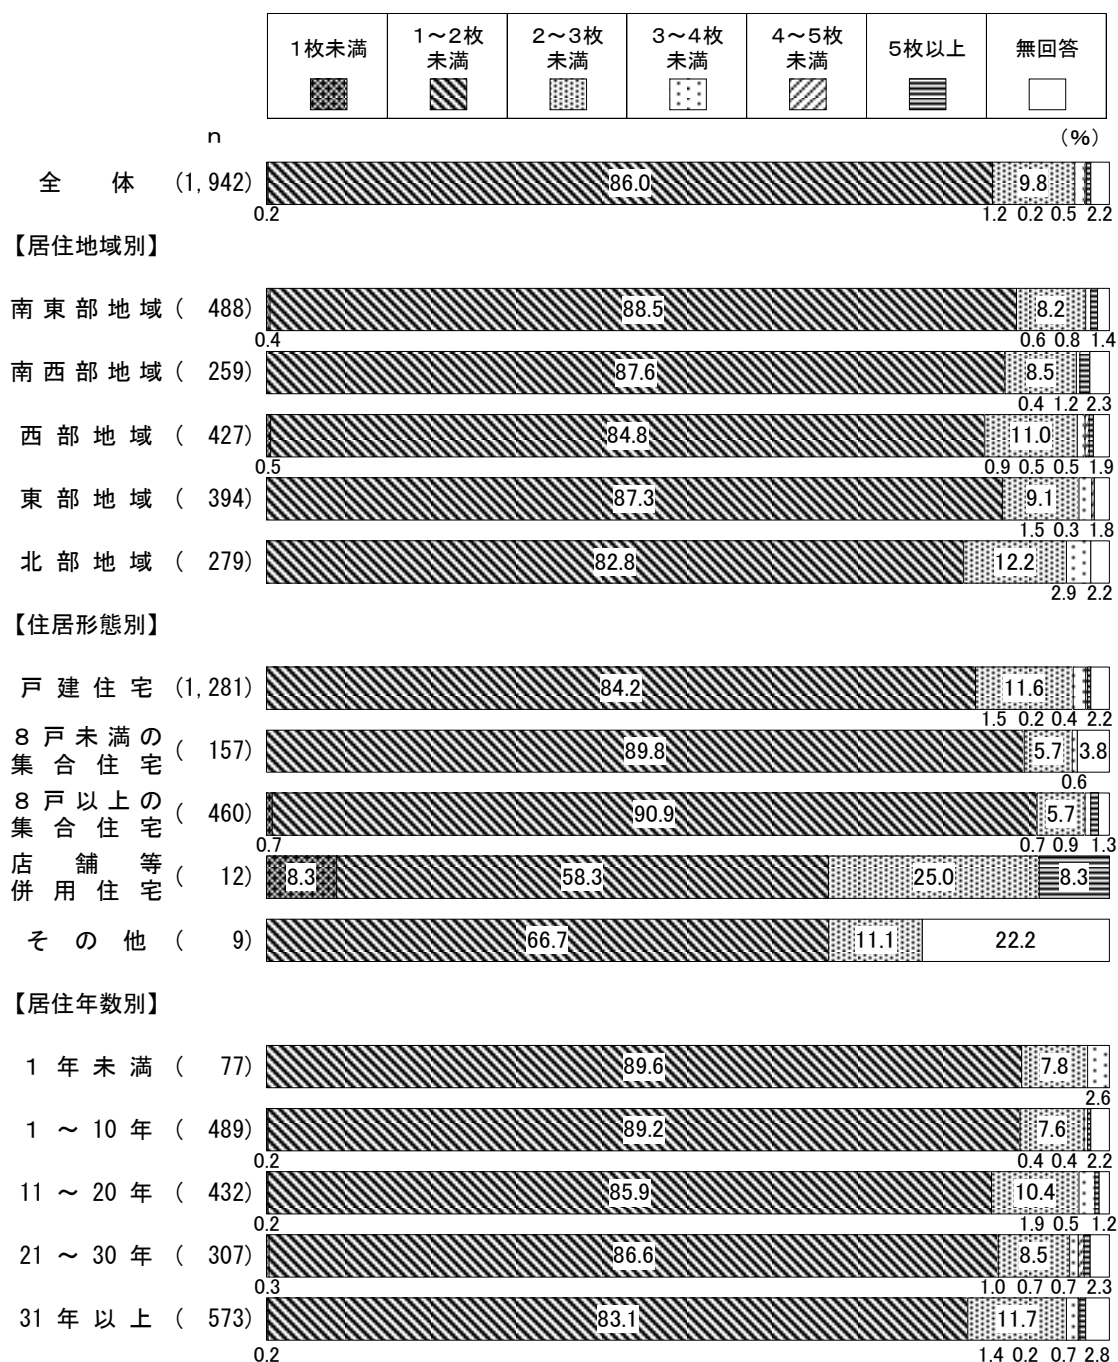 1枚未満 1～2枚未満 2～3枚未満 3～4枚未満 4～5枚未満 5枚以上 無回答
n (%)
全体 (1,942) 86.0 9.8
0.2 1.2 0.2 0.5 2.2
【居住地域別】
南東部地域 ( 488) 88.5 8.2
0.4 0.6 0.8 1.4
南西部地域 ( 259) 87.6 8.5
0.4 1.2 2.3
西部地域 ( 427) 84.8 11.0
0.5 0.9 0.5 0.5 1.9
東部地域 ( 394) 87.3 9.1
1.5 0.3 1.8
北部地域 ( 279) 82.8 12.2
2.9 2.2
【住居形態別】
戸建住宅 (1,281) 84.2 11.6
1.5 0.2 0.4 2.2
8戸未満の集合住宅 ( 157) 89.8 5.7 3.8
0.6
8戸以上の集合住宅 ( 460) 90.9 5.7
0.7 0.7 0.9 1.3
店舗等併用住宅 ( 12) 8.3 58.3 25.0 8.3
その他 ( 9) 66.7 11.1 22.2
【居住年数別】
1年未満 ( 77) 89.6 7.8
2.6
1～10年 ( 489) 89.2 7.6
0.2 0.4 0.4 2.2
11～20年 ( 432) 85.9 10.4
0.2 1.9 0.5 1.2
21～30年 ( 307) 86.6 8.5
0.3 1.0 0.7 0.7 2.3
31年以上 ( 573) 83.1 11.7
0.2 1.4 0.2 0.7 2.8